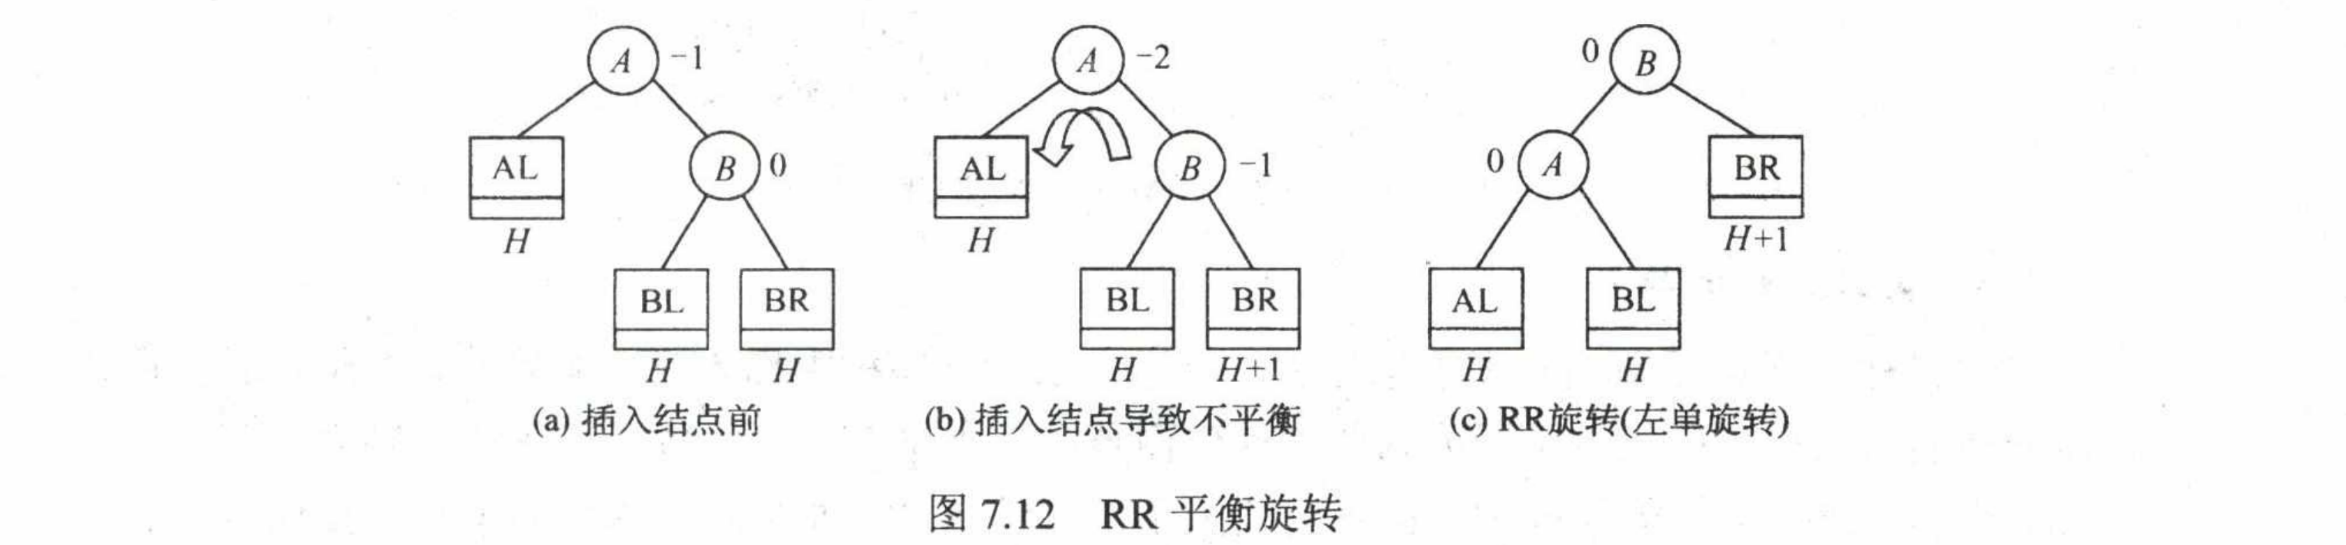 A -1
AL
H
B 0
BL
H
BR
H
(a) 插入结点前
A -2
AL
H
B -1
BL
H
BR
H+1
(b) 插入结点导致不平衡
0 B
0 A
BR
H+1
AL
H
BL
H
(c) RR旋转(左单旋转)
图 7.12 RR 平衡旋转